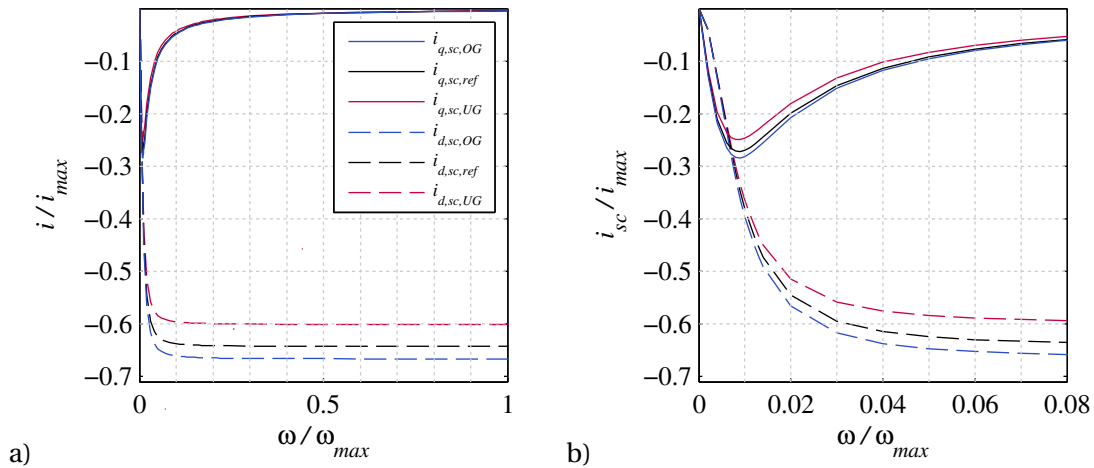 i/i_max
−0.1
−0.2
−0.3
−0.4
−0.5
−0.6
−0.7
0
0.5
1
ω/ω_max
i_q,sc,OG
i_q,sc,ref
i_q,sc,UG
i_d,sc,OG
i_d,sc,ref
i_d,sc,UG
a)
i_sc/i_max
−0.1
−0.2
−0.3
−0.4
−0.5
−0.6
−0.7
0
0.02
0.04
0.06
0.08
ω/ω_max
b)